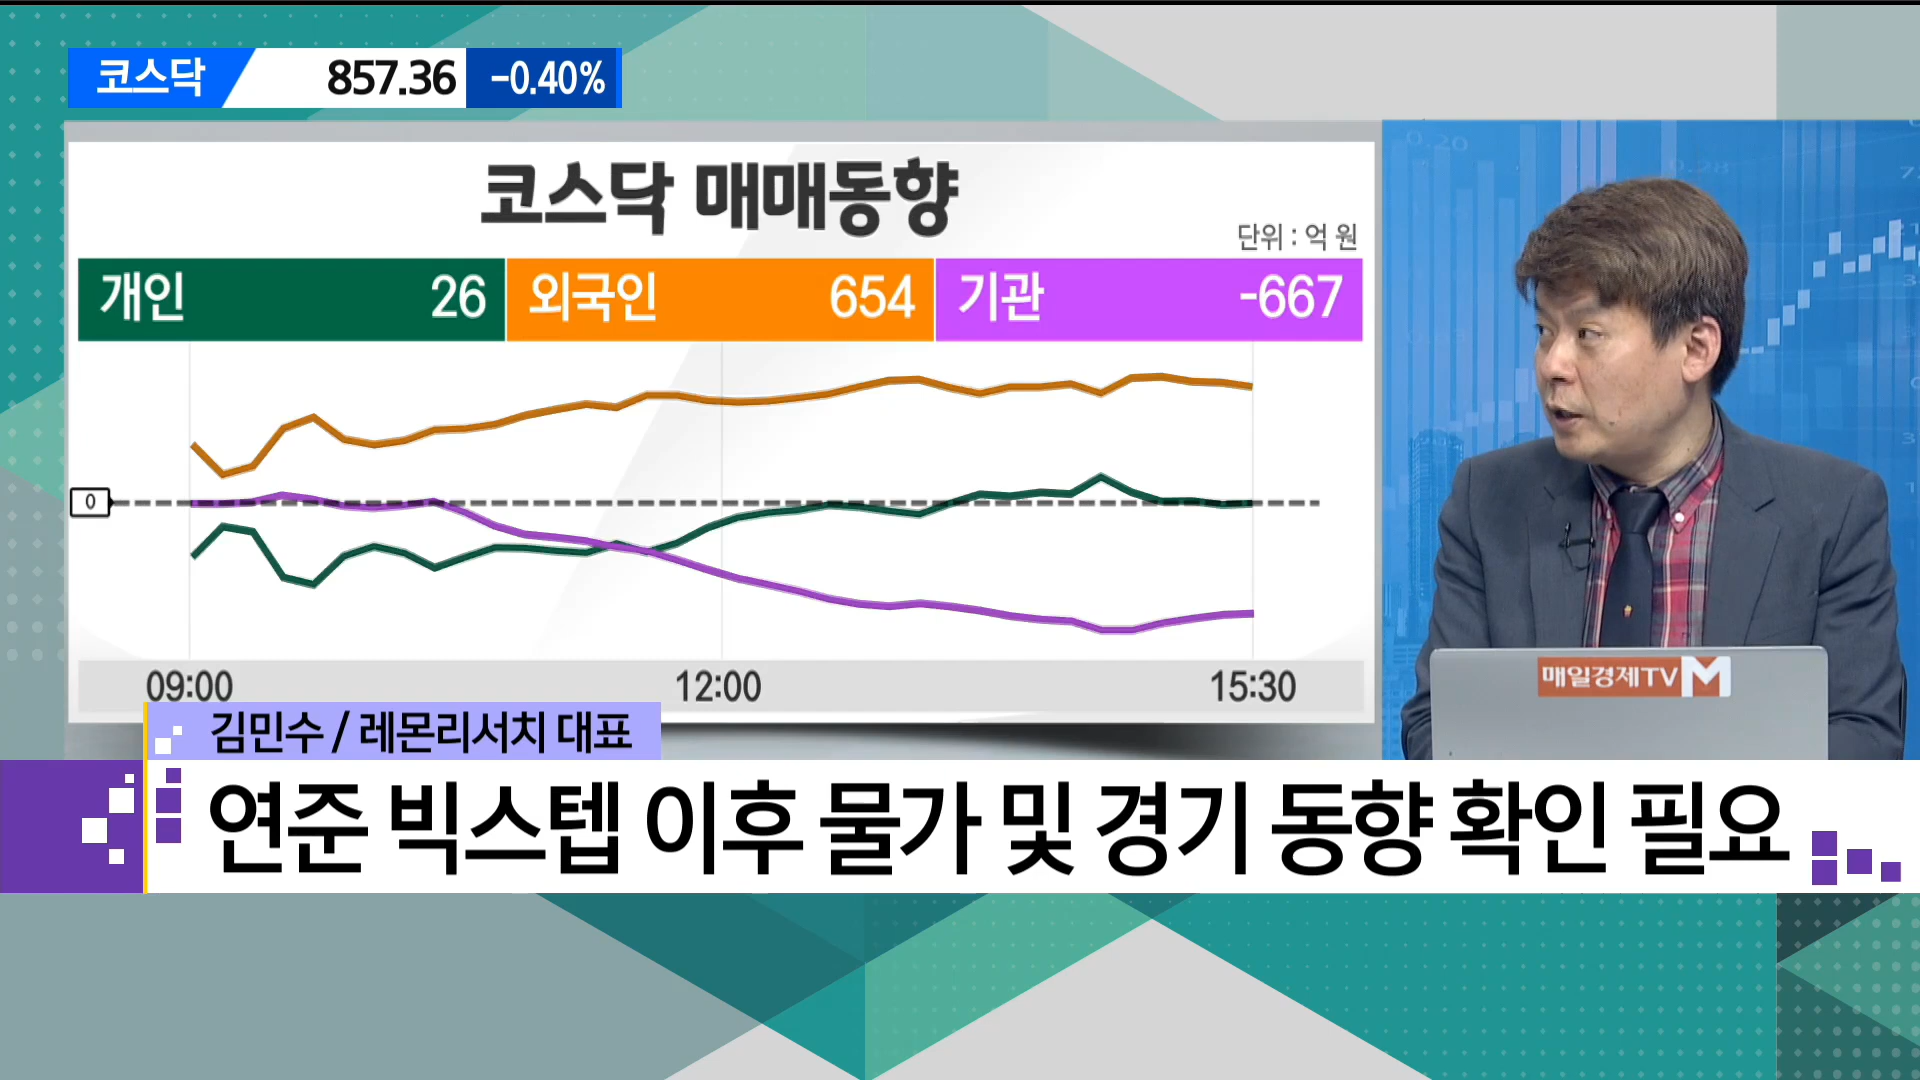 코스닥 857.36 -0.40%
코스닥 매매동향
단위 : 억 원
개인 26 외국인 654 기관 -667
0
09:00 12:00 15:30
매일경제TV M
김민수 / 레몬리서치 대표
연준 빅스텝 이후 물가 및 경기 동향 확인 필요